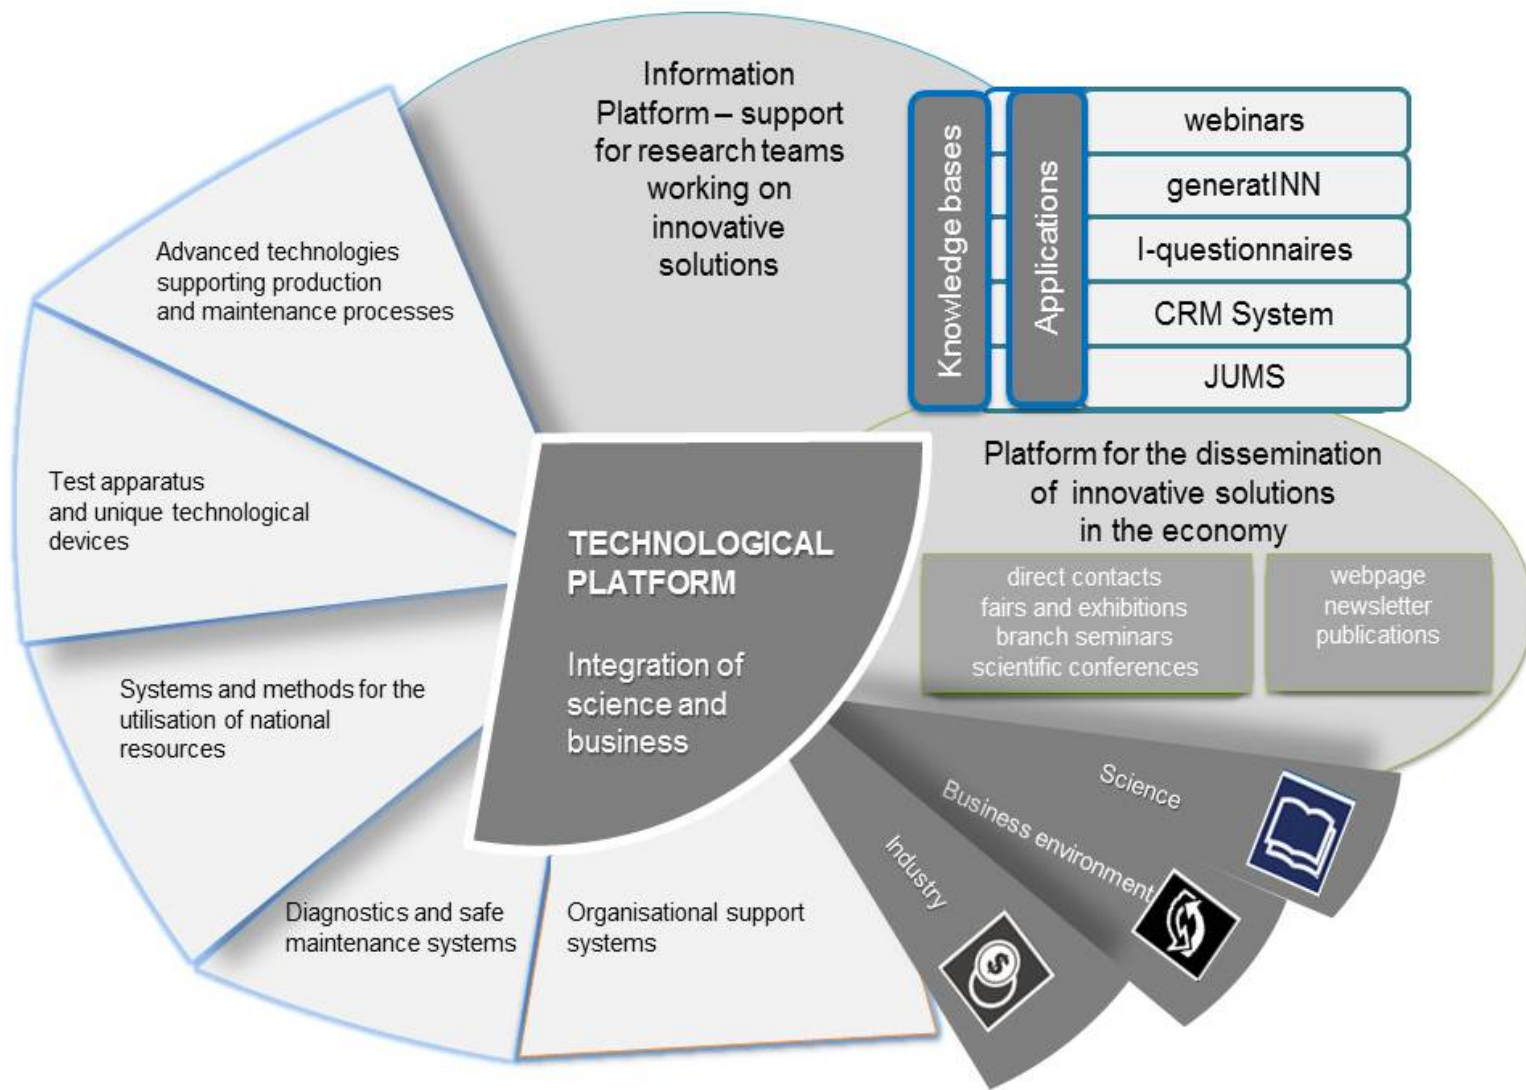 Information
Platform – support
for research teams
working on
innovative
solutions
Knowledge bases
Applications
webinars
generatINN
I-questionnaires
CRM System
JUMS
Advanced technologies
supporting production
and maintenance processes
Test apparatus
and unique technological
devices
Systems and methods for the
utilisation of national
resources
Diagnostics and safe
maintenance systems
Organisational support
systems
TECHNOLOGICAL
PLATFORM
Integration of
science and
business
Platform for the dissemination
of innovative solutions
in the economy
direct contacts
fairs and exhibitions
branch seminars
scientific conferences
webpage
newsletter
publications
Science
Business environment
Industry
$